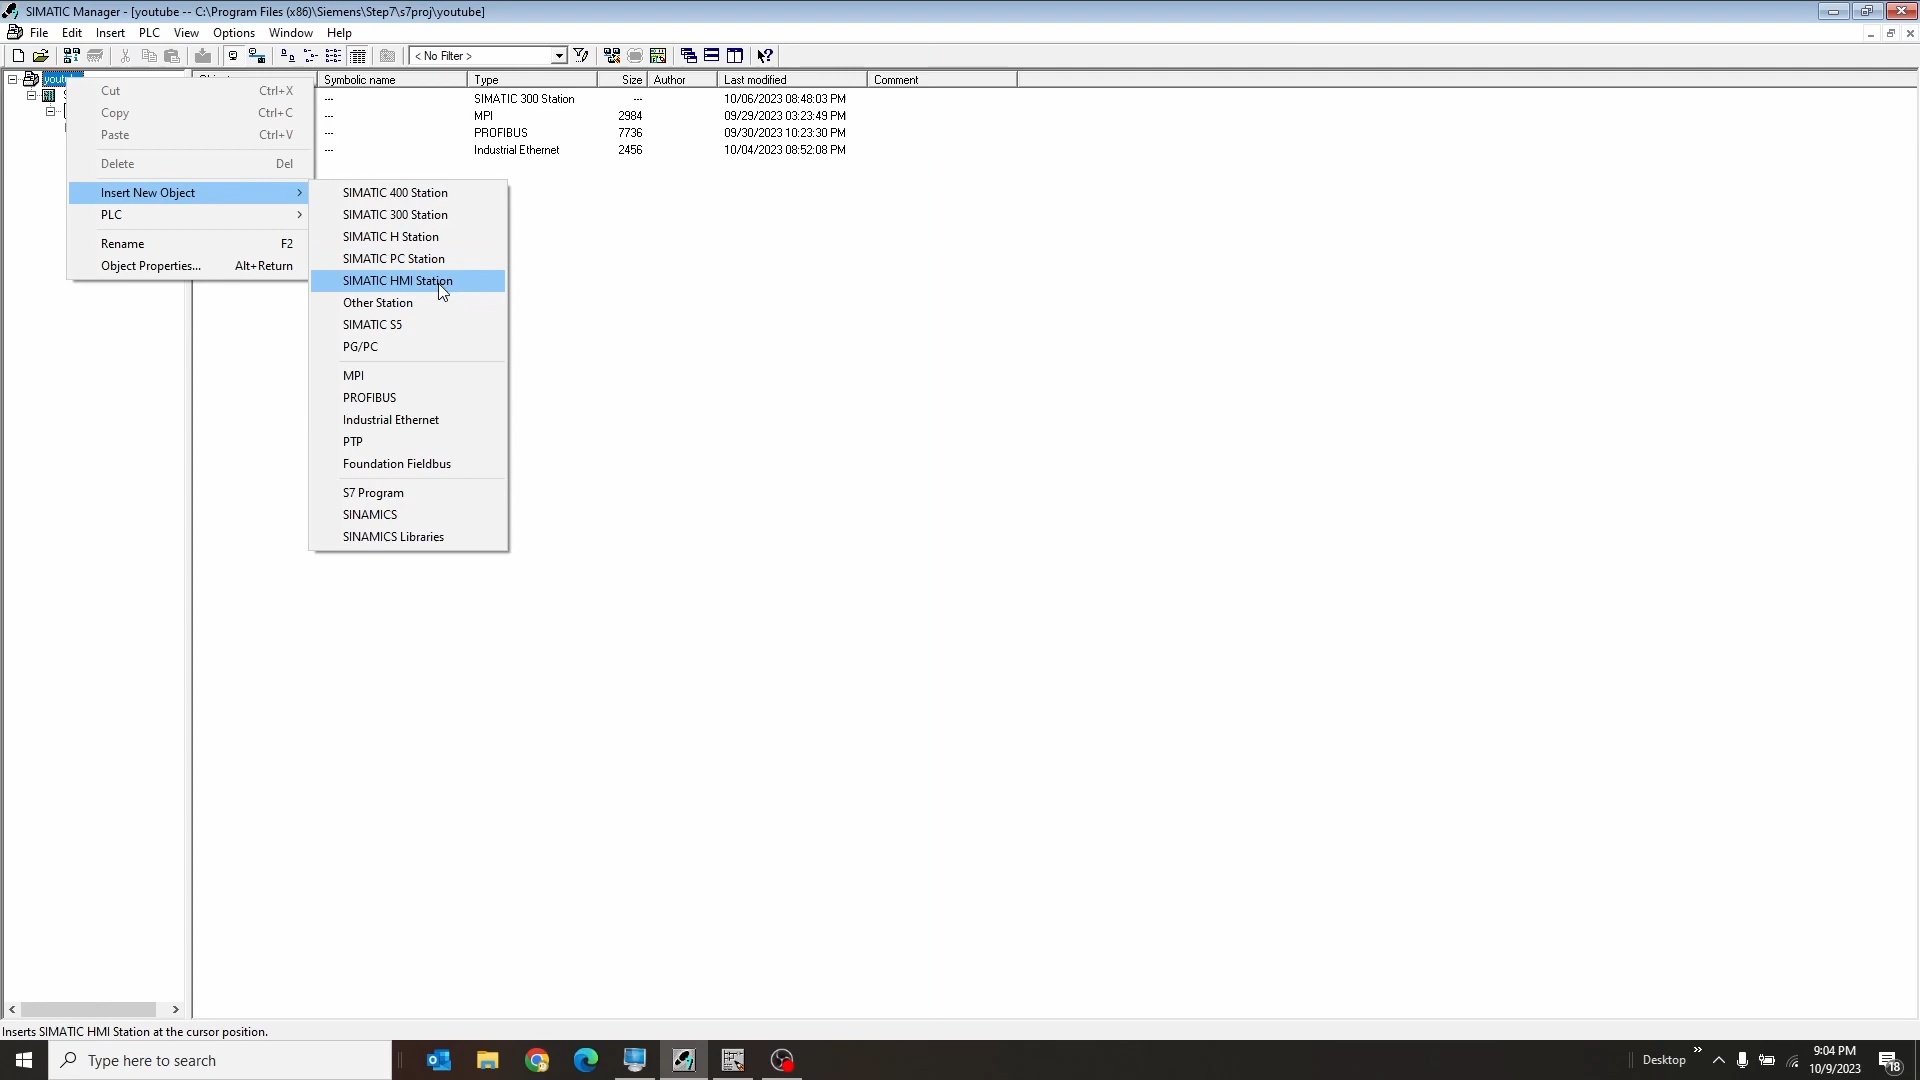 SIMATIC Manager - [youtube -- C:\Program Files (x86)\Siemens\Step7\s7proj\youtube]
File Edit Insert PLC View Options Window Help
< No Filter >
Symbolic name Type Size Author Last modified Comment
--- SIMATIC 300 Station --- 10/06/2023 08:48:03 PM
--- MPI 2984 09/29/2023 03:23:49 PM
--- PROFIBUS 7736 09/30/2023 10:23:30 PM
--- Industrial Ethernet 2456 10/04/2023 08:52:08 PM
Cut Ctrl+X
Copy Ctrl+C
Paste Ctrl+V
Delete Del
Insert New Object
PLC
Rename F2
Object Properties... Alt+Return
SIMATIC 400 Station
SIMATIC 300 Station
SIMATIC H Station
SIMATIC PC Station
SIMATIC HMI Station
Other Station
SIMATIC S5
PG/PC
MPI
PROFIBUS
Industrial Ethernet
PTP
Foundation Fieldbus
S7 Program
SINAMICS
SINAMICS Libraries
Inserts SIMATIC HMI Station at the cursor position.
Type here to search
Desktop
9:04 PM
10/9/2023
18